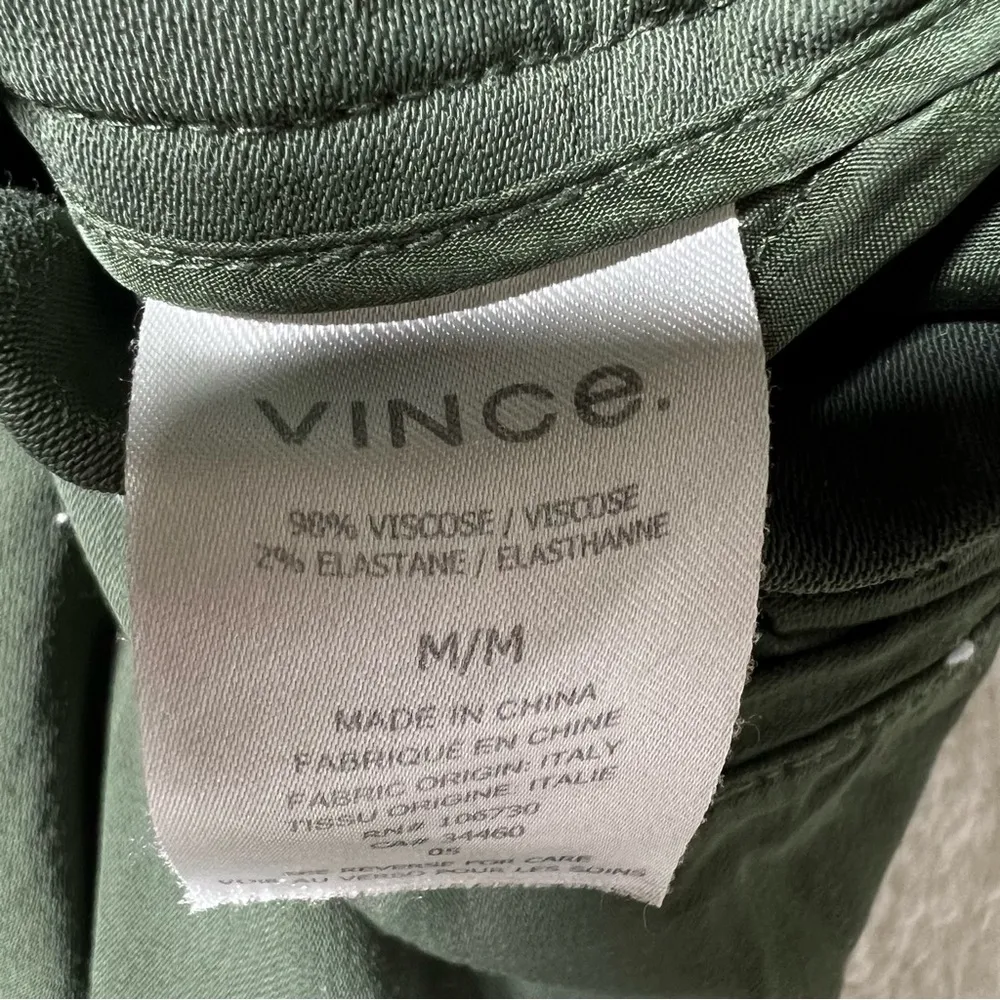 VINCe.
98% VISCOSE / VISCOSE
2% ELASTANE / ELASTHANNE
M/M
MADE IN CHINA
FABRIQUE EN CHINE
FABRIC ORIGIN: ITALY
TISSU ORIGINE ITALIE
RN# 106730
CA# 34460
05
SEE REVERSE FOR CARE
VOIR AU VERSO POUR LES SOINS